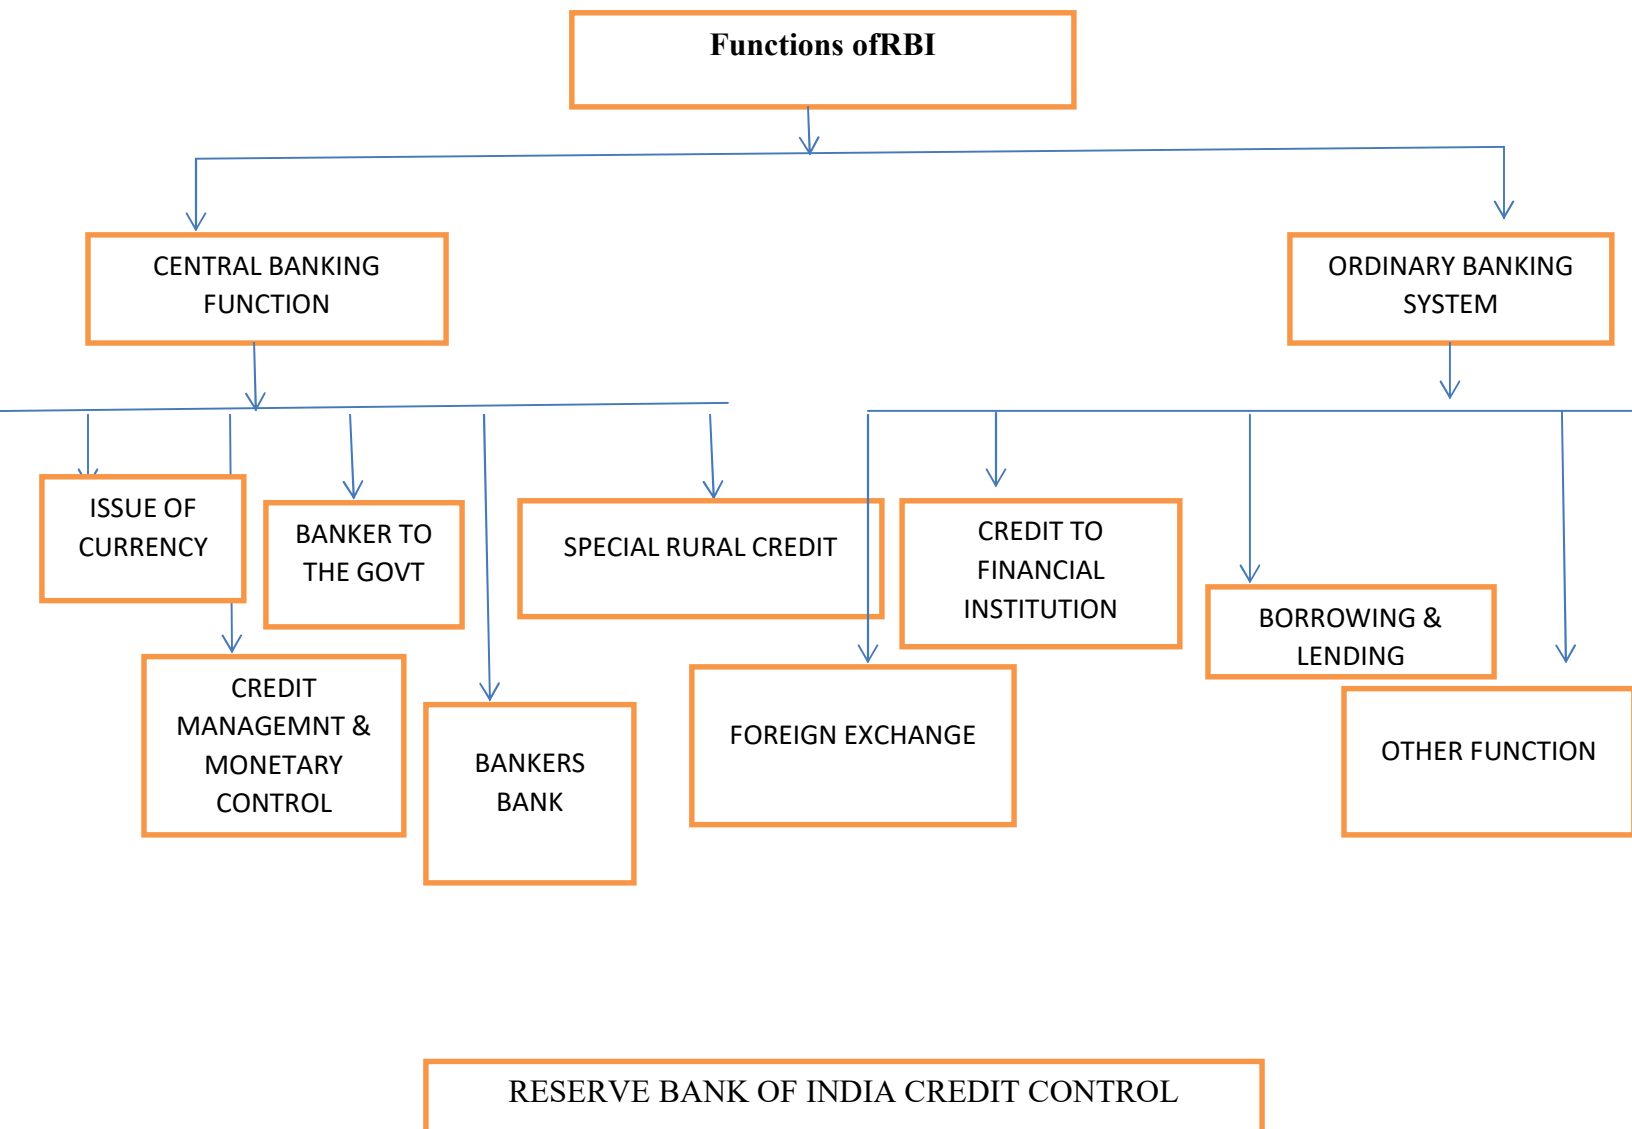 Functions ofRBI
CENTRAL BANKING
FUNCTION
ORDINARY BANKING
SYSTEM
ISSUE OF
CURRENCY
BANKER TO
THE GOVT
SPECIAL RURAL CREDIT
CREDIT TO
FINANCIAL
INSTITUTION
BORROWING &
LENDING
CREDIT
MANAGEMNT &
MONETARY
CONTROL
BANKERS
BANK
FOREIGN EXCHANGE
OTHER FUNCTION
RESERVE BANK OF INDIA CREDIT CONTROL